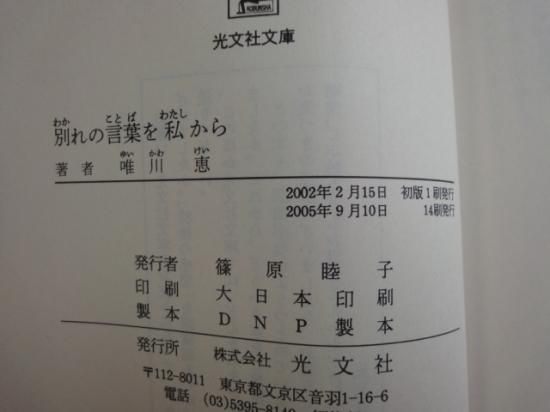 KOBUNSHA
光文社文庫
わか ことば わたし
別れの言葉を私から
ゆい かわ けい
著者 唯川恵
2002年2月15日 初版1刷発行
2005年9月10日 14刷発行
発行者 篠原睦子
印刷 大日本印刷
製本 DNP製本
発行所 株式会社 光文社
〒112-8011 東京都文京区音羽1-16-6
電話 (03)5395-8149